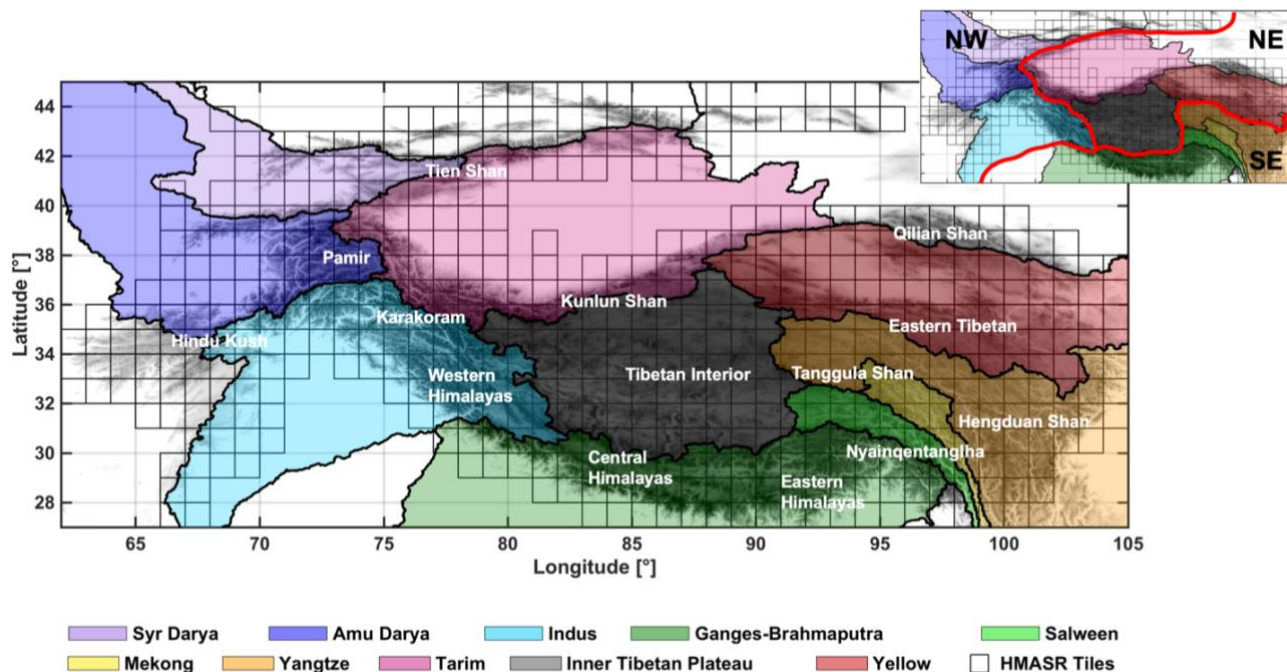 NW
NE
SE
44
42
40
38
36
34
32
30
28
Latitude [°]
Tien Shan
Qilian Shan
Pamir
Kunlun Shan
Karakoram
Eastern Tibetan
Hindu Kush
Western
Himalayas
Tibetan Interior
Tanggula Shan
Hengduan Shan
Nyainqentanglha
Central
Himalayas
Eastern
Himalayas
65 70 75 80 85 90 95 100 105
Longitude [°]
Syr Darya Amu Darya Indus Ganges-Brahmaputra Salween
Mekong Yangtze Tarim Inner Tibetan Plateau Yellow HMASR Tiles